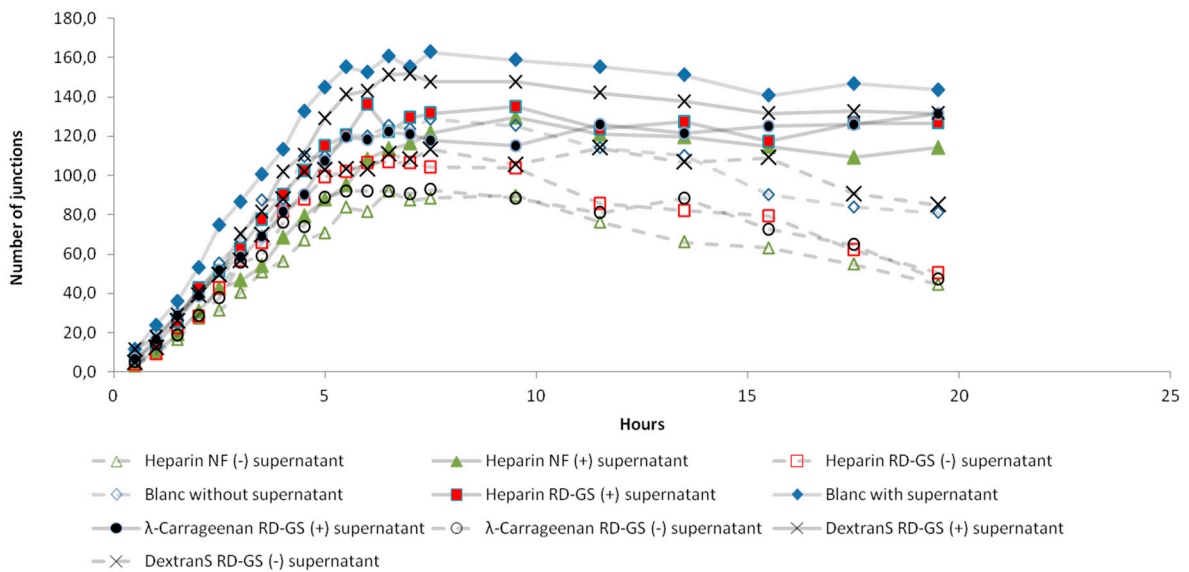 180,0
160,0
140,0
120,0
100,0
80,0
60,0
40,0
20,0
0,0
Number of junctions
0 5 10 15 20 25
Hours
Heparin NF (-) supernatant Heparin NF (+) supernatant Heparin RD-GS (-) supernatant
Blanc without supernatant Heparin RD-GS (+) supernatant Blanc with supernatant
λ-Carrageenan RD-GS (+) supernatant λ-Carrageenan RD-GS (-) supernatant DextranS RD-GS (+) supernatant
DextranS RD-GS (-) supernatant